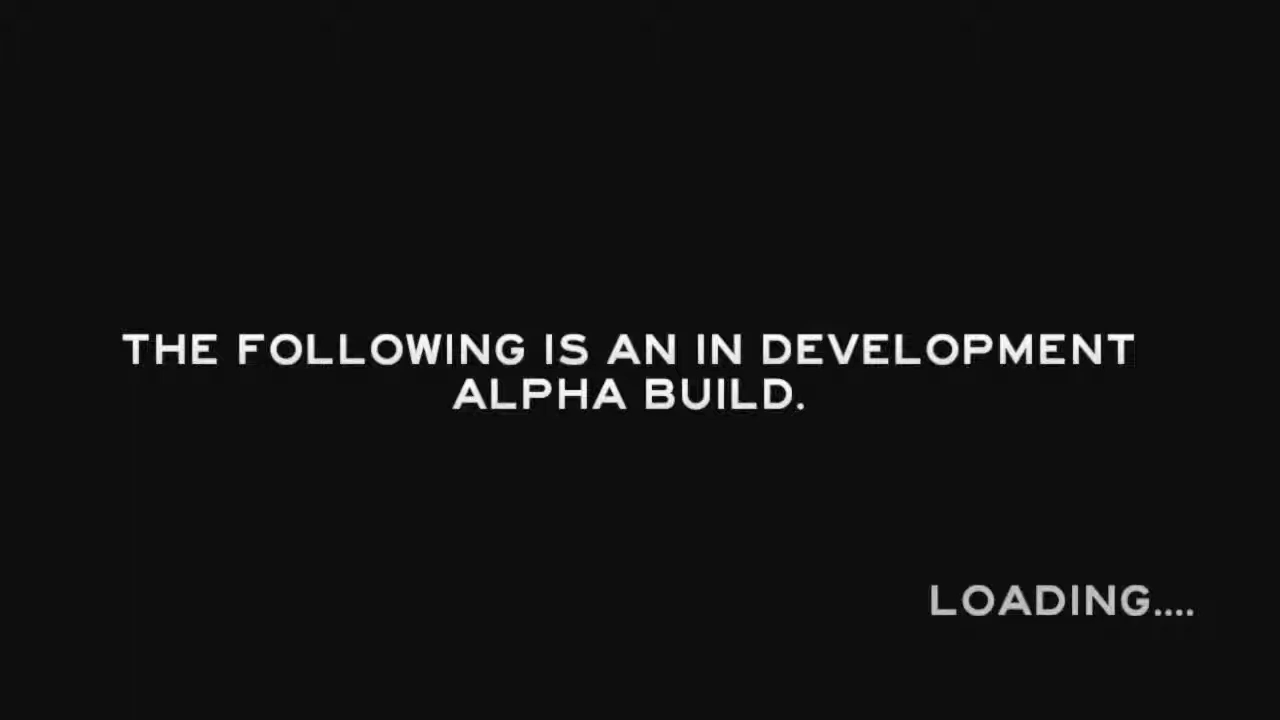 THE FOLLOWING IS AN IN DEVELOPMENT
ALPHA BUILD.
LOADING....